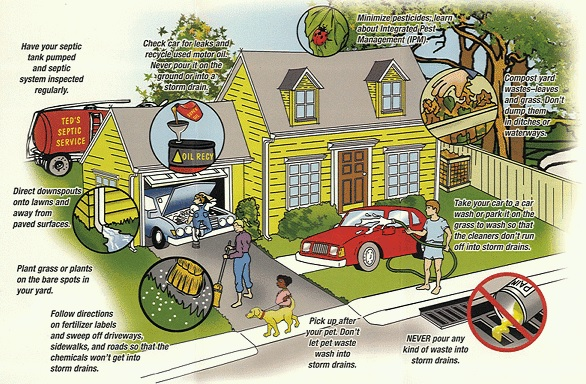 Have your septic
tank pumped
and septic
system inspected
regularly.
Check car for leaks and
recycle used motor oil.
Never pour it on the
ground or into a
storm drain.
Minimize pesticides; learn
about Integrated Pest
Management (IPM).
Compost yard
wastes–leaves
and grass. Don't
dump them
in ditches or
waterways.
TED'S
SEPTIC
SERVICE
OIL RECY
Direct downspouts
onto lawns and
away from
paved surfaces.
Take your car to a car
wash or park it on the
grass to wash so that
the cleaners don't run
off into storm drains.
Plant grass or plants
on the bare spots in
your yard.
Follow directions
on fertilizer labels
and sweep off driveways,
sidewalks, and roads so that the
chemicals won't get into
storm drains.
Pick up after
your pet. Don't
let pet waste
wash into
storm drains.
PAINT
NEVER pour any
kind of waste into
storm drains.